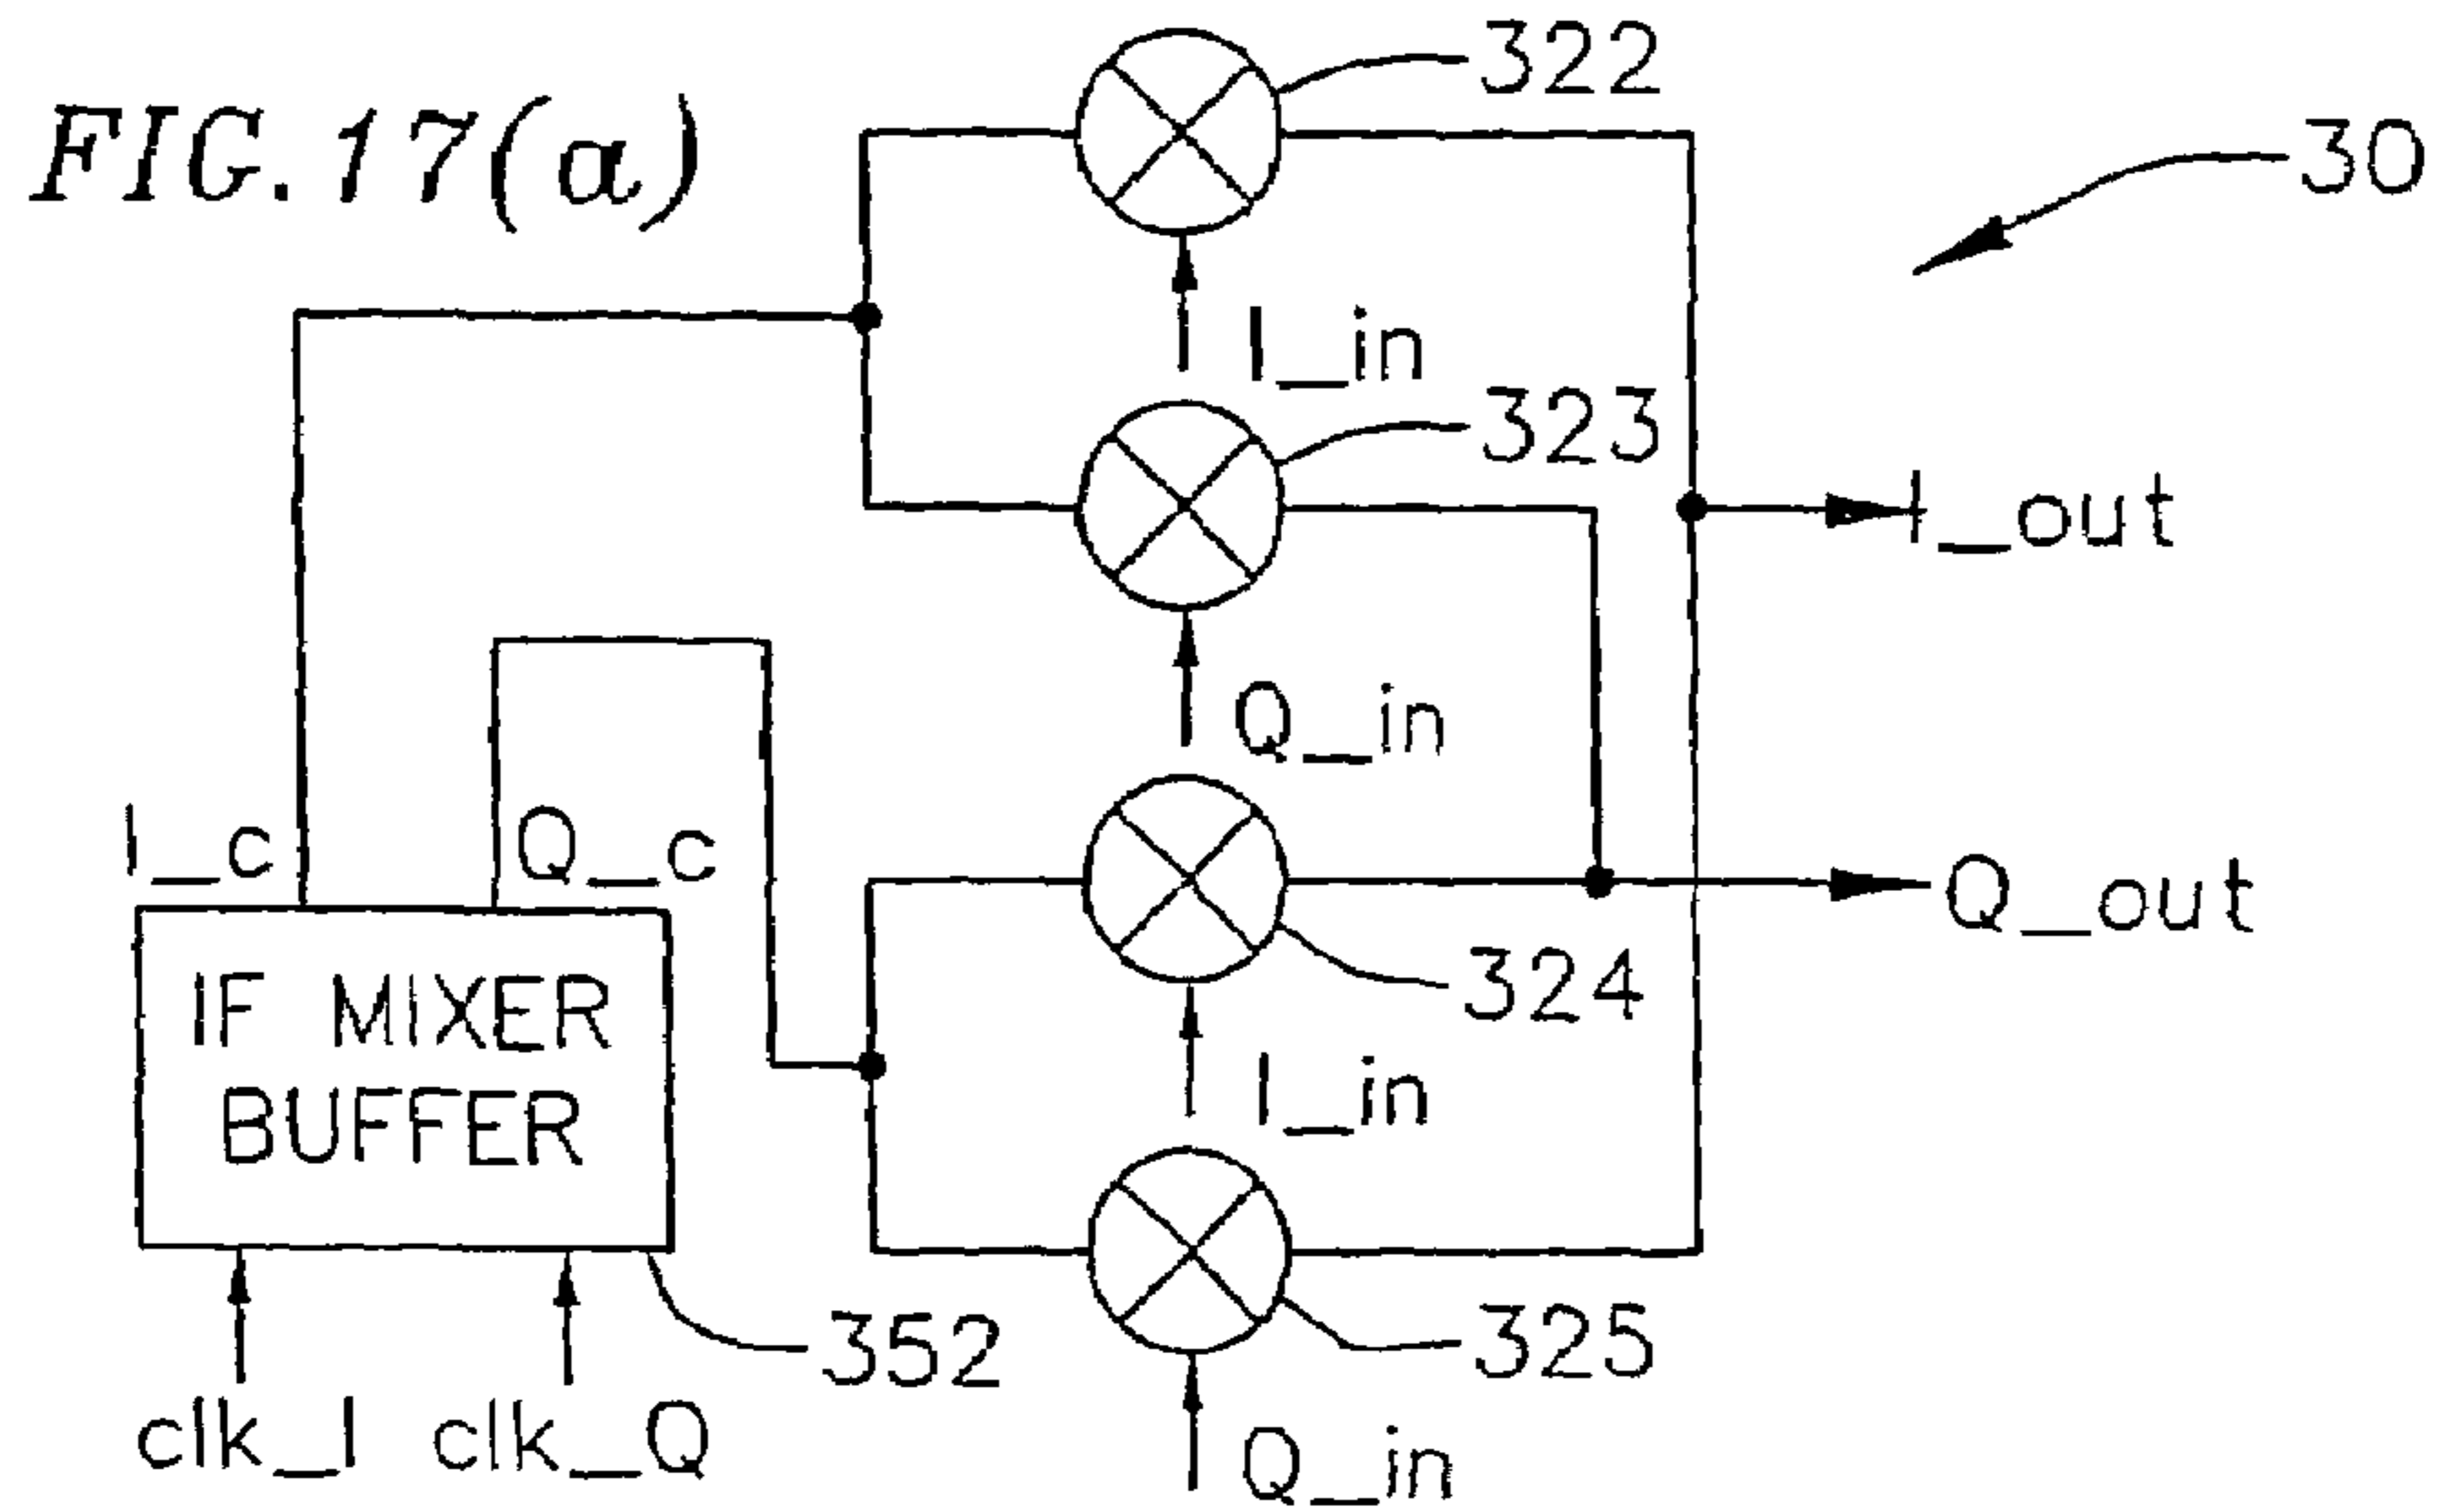 FIG. 17(a)
322
30
I_in
323
I_out
Q_in
I_c
Q_c
Q_out
IF MIXER
BUFFER
324
I_in
352
325
clk_I
clk_Q
Q_in